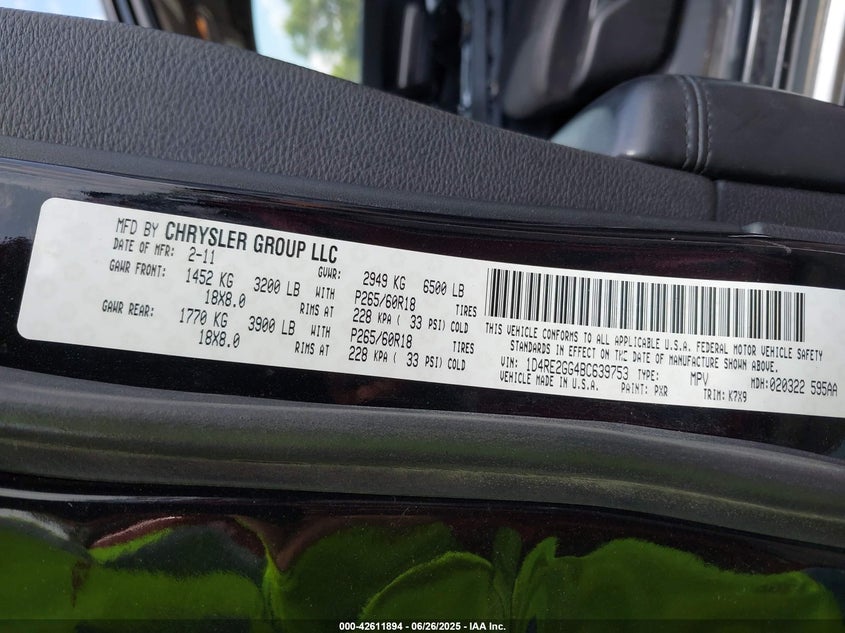 MFD BY CHRYSLER GROUP LLC
DATE OF MFR: 2-11 GVWR: 2949 KG 6500 LB
GAWR FRONT: 1452 KG 3200 LB WITH P265/60R18 TIRES
18X8.0 RIMS AT 228 KPA ( 33 PSI) COLD
GAWR REAR: 1770 KG 3900 LB WITH P265/60R18 TIRES
18X8.0 RIMS AT 228 KPA ( 33 PSI) COLD
THIS VEHICLE CONFORMS TO ALL APPLICABLE U.S.A. FEDERAL MOTOR VEHICLE SAFETY
STANDARDS IN EFFECT ON THE DATE OF MANUFACTURE SHOWN ABOVE.
VIN: 1D4RE2GG4BC639753 TYPE: MPV MDH: 020322 595AA
VEHICLE MADE IN U.S.A. PAINT: PXR TRIM: K7X9
000-42611894 | 06/26/2025 - IAA Inc.